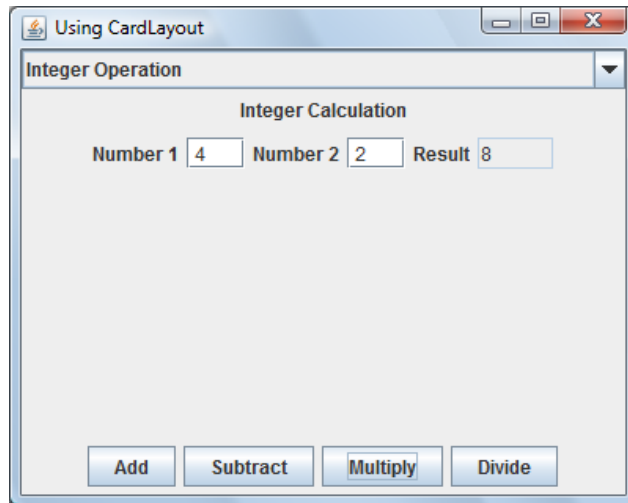 Using CardLayout
Integer Operation
Integer Calculation
Number 1 4 Number 2 2 Result 8
Add Subtract Multiply Divide